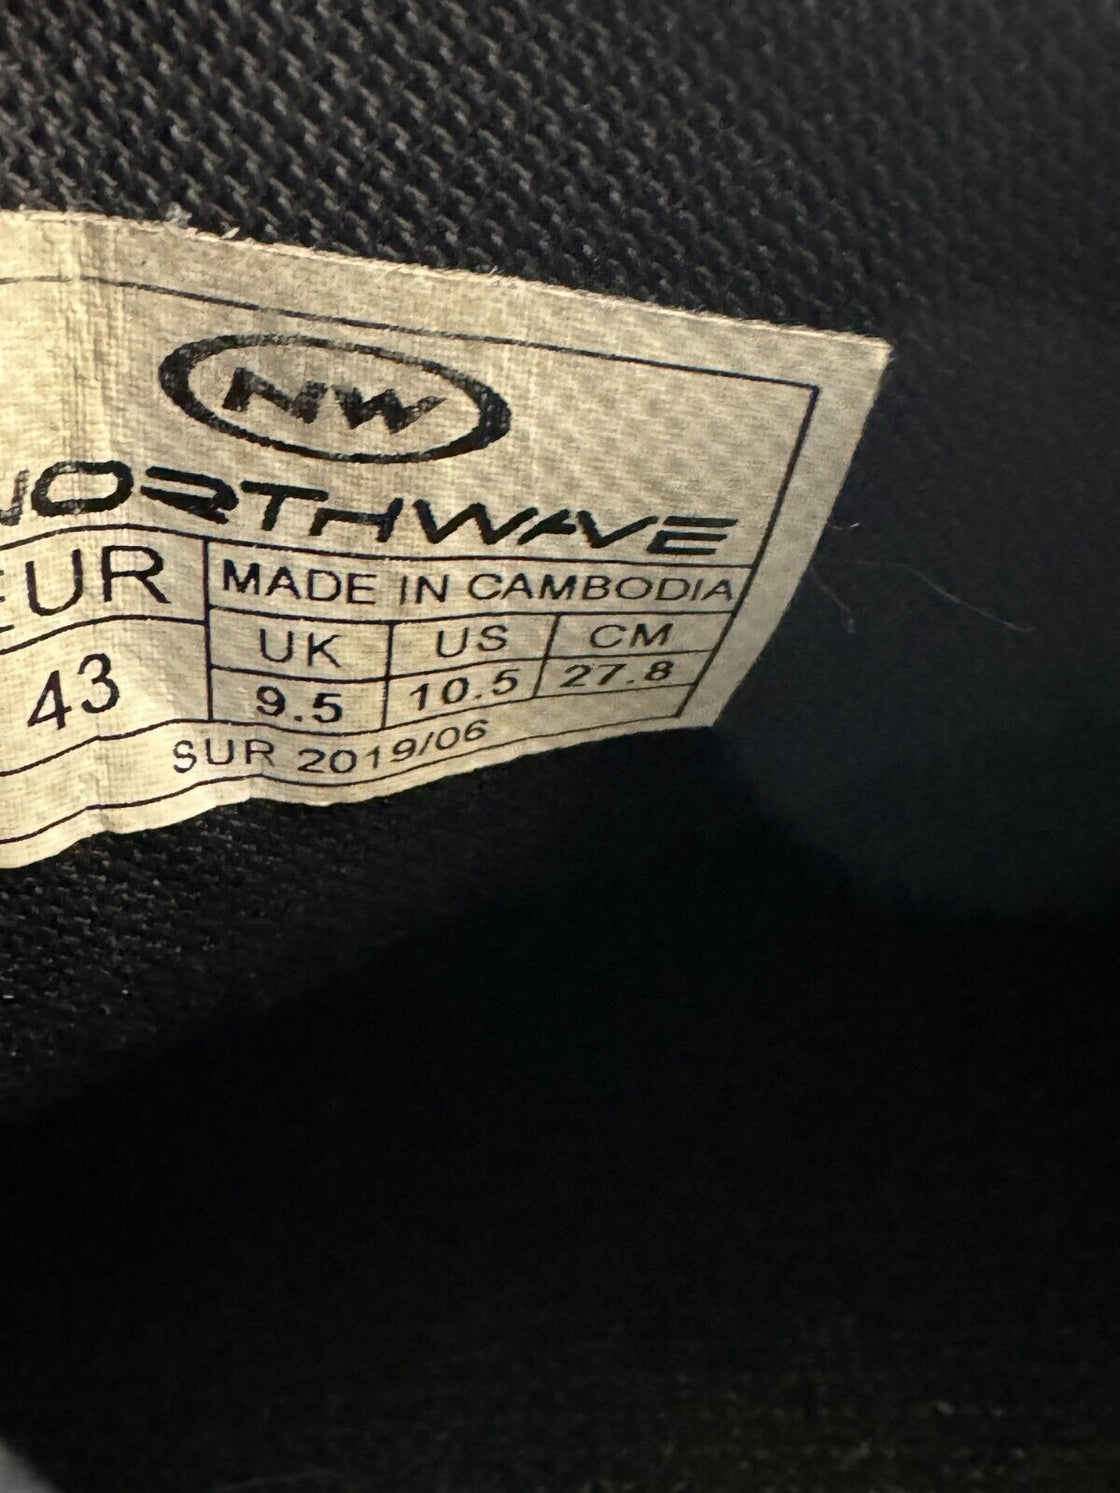 NW
NORTHWAVE
EUR MADE IN CAMBODIA
UK US CM
43 9.5 10.5 27.8
SUR 2019/06